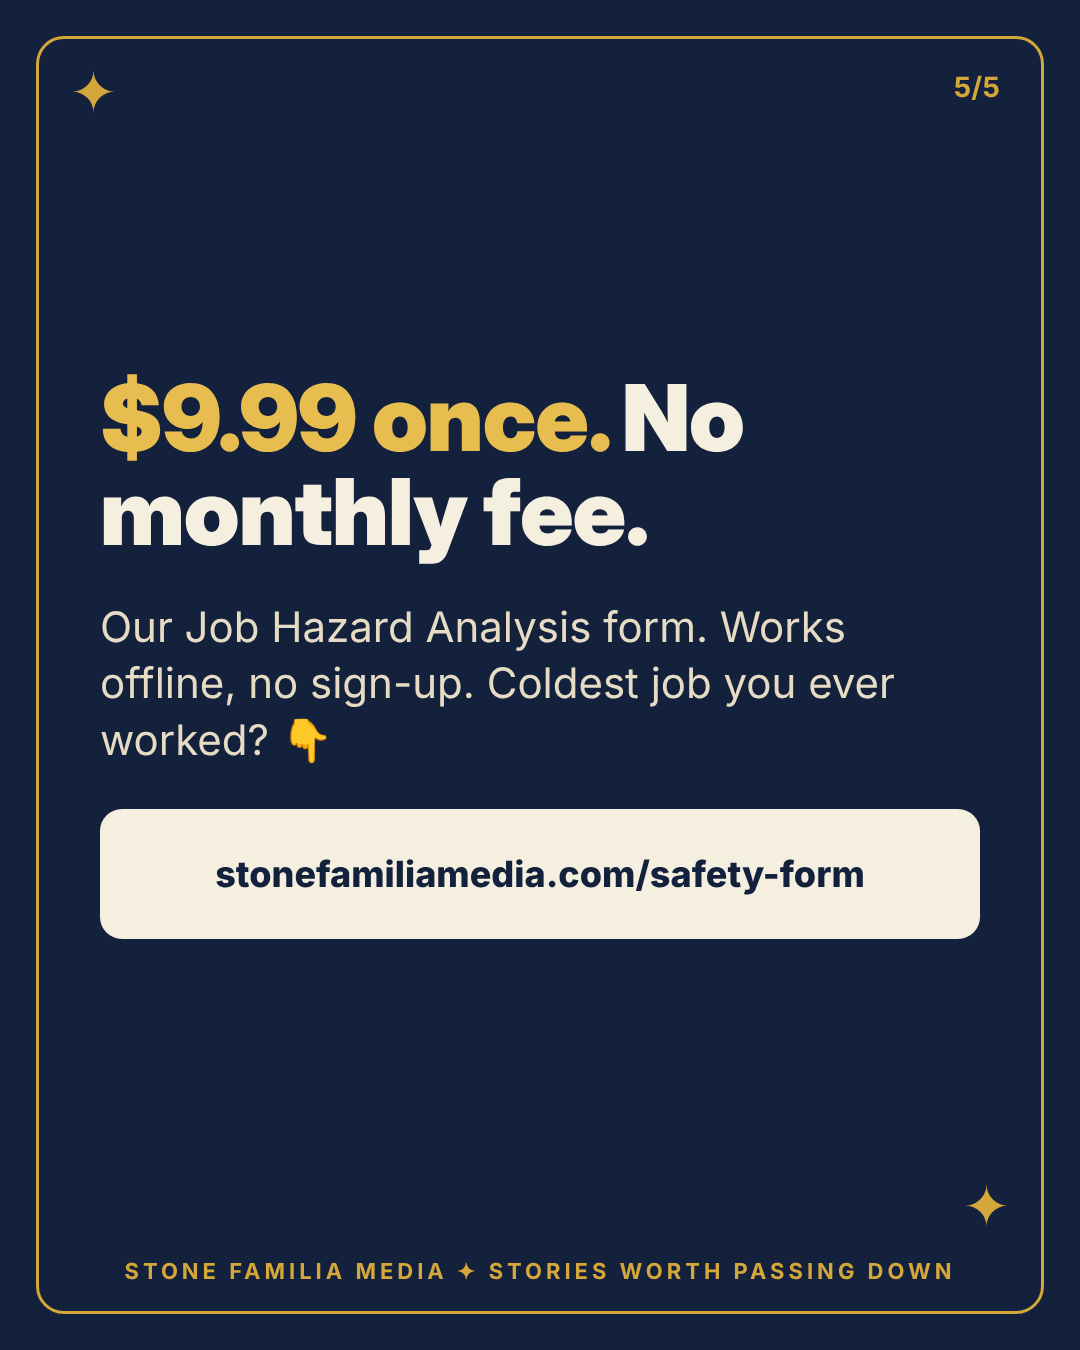 5/5
$9.99 once. No
monthly fee.
Our Job Hazard Analysis form. Works
offline, no sign-up. Coldest job you ever
worked? 👇
stonefamiliamedia.com/safety-form
STONE FAMILIA MEDIA ✦ STORIES WORTH PASSING DOWN